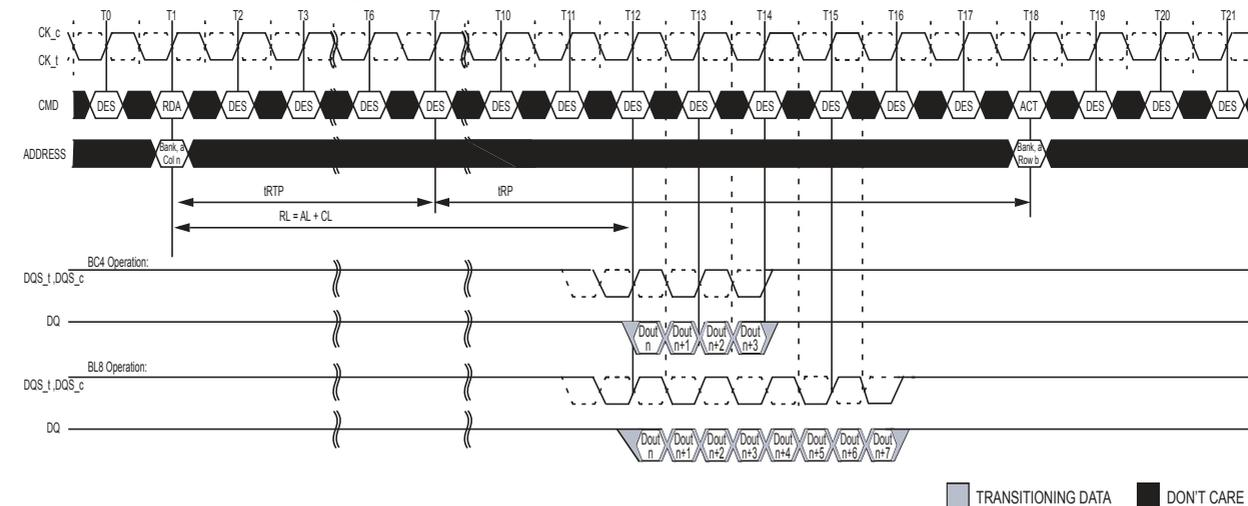 T0 T1 T2 T3 T6 T7 T10 T11 T12 T13 T14 T15 T16 T17 T18 T19 T20 T21
CK_c
CK_t
CMD DES RDA DES DES DES DES DES DES DES DES DES DES DES DES ACT DES DES DES
ADDRESS
Bank, a
Col n
Bank, a
Row b
tRTP tRP
RL = AL + CL
BC4 Operation:
DQS_t ,DQS_c
DQ
Dout
n
Dout
n+1
Dout
n+2
Dout
n+3
BL8 Operation:
DQS_t ,DQS_c
DQ
Dout
n
Dout
n+1
Dout
n+2
Dout
n+3
Dout
n+4
Dout
n+5
Dout
n+6
Dout
n+7
TRANSITIONING DATA DON'T CARE